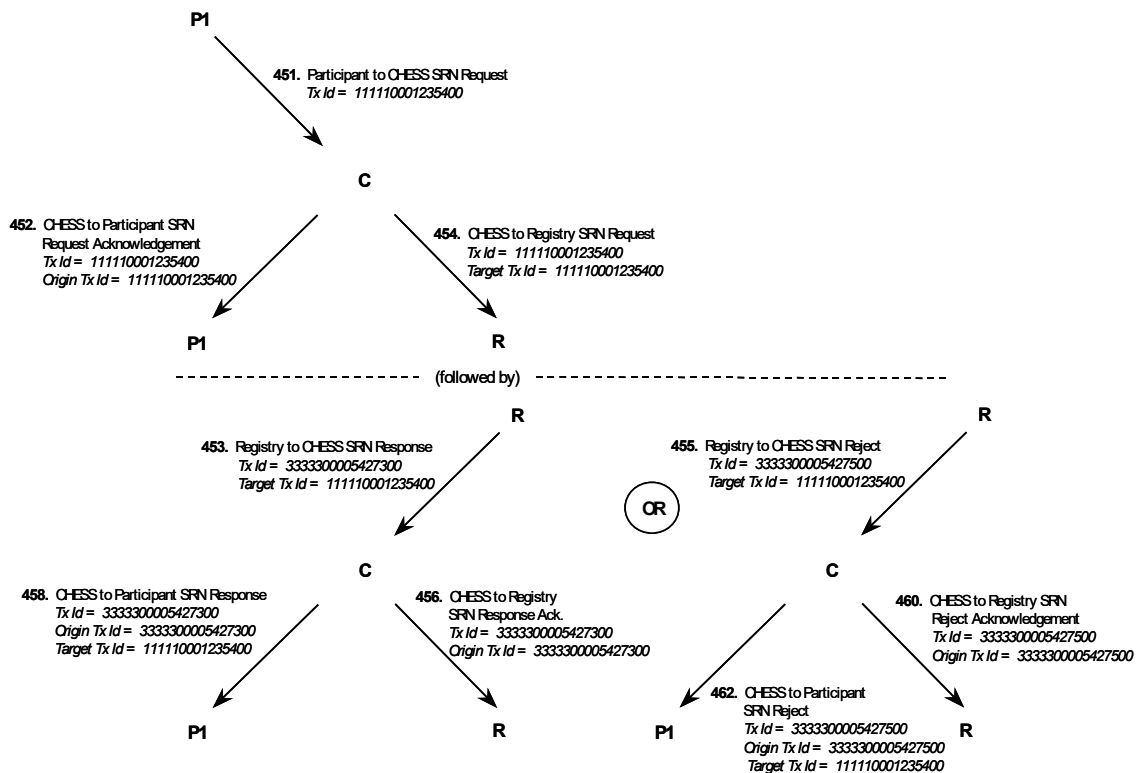 P1
451. Participant to CHESS SRN Request
Tx Id = 111110001235400
C
452. CHESS to Participant SRN
Request Acknowledgement
Tx Id = 111110001235400
Origin Tx Id = 111110001235400
454. CHESS to Registry SRN Request
Tx Id = 111110001235400
Target Tx Id = 111110001235400
P1
R
(followed by)
R
453. Registry to CHESS SRN Response
Tx Id = 3333300005427300
Target Tx Id = 111110001235400
R
455. Registry to CHESS SRN Reject
Tx Id = 3333300005427500
Target Tx Id = 111110001235400
OR
C
458. CHESS to Participant SRN Response
Tx Id = 3333300005427300
Origin Tx Id = 3333300005427300
Target Tx Id = 111110001235400
456. CHESS to Registry
SRN Response Ack.
Tx Id = 3333300005427300
Origin Tx Id = 3333300005427300
P1
R
C
460. CHESS to Registry SRN
Reject Acknowledgement
Tx Id = 3333300005427500
Origin Tx Id = 3333300005427500
462. CHESS to Participant
SRN Reject
Tx Id = 3333300005427500
Origin Tx Id = 3333300005427500
Target Tx Id = 111110001235400
P1
R